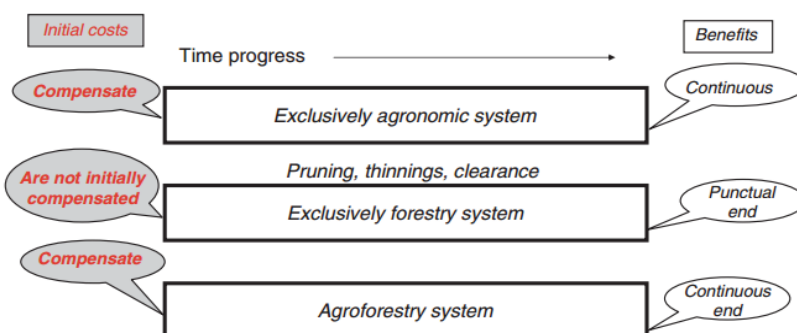 Initial costs
Time progress
Benefits
Compensate
Exclusively agronomic system
Continuous
Pruning, thinnings, clearance
Are not initially
compensated
Exclusively forestry system
Punctual
end
Compensate
Agroforestry system
Continuous
end